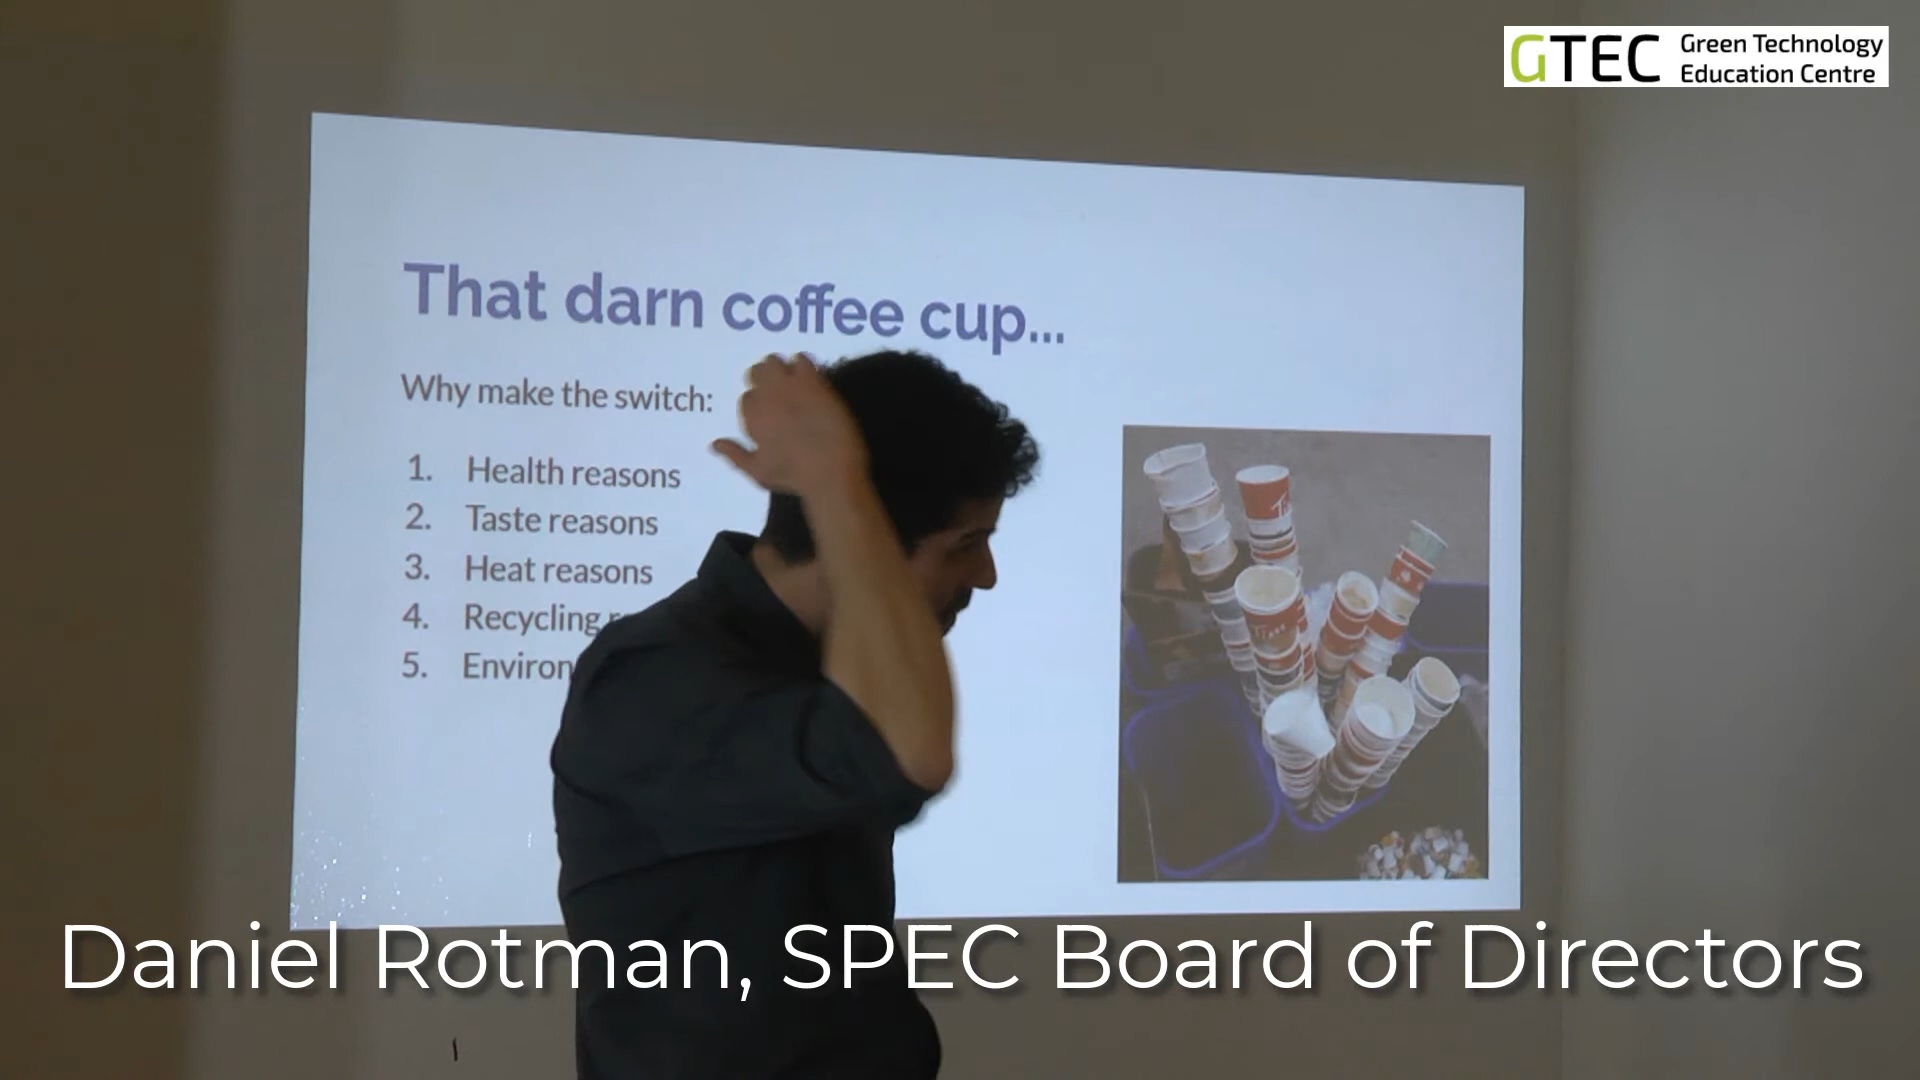 GTEC Green Technology
Education Centre
That darn coffee cup...
Why make the switch:
1. Health reasons
2. Taste reasons
3. Heat reasons
4. Recycling
5.
Daniel Rotman, SPEC Board of Directors